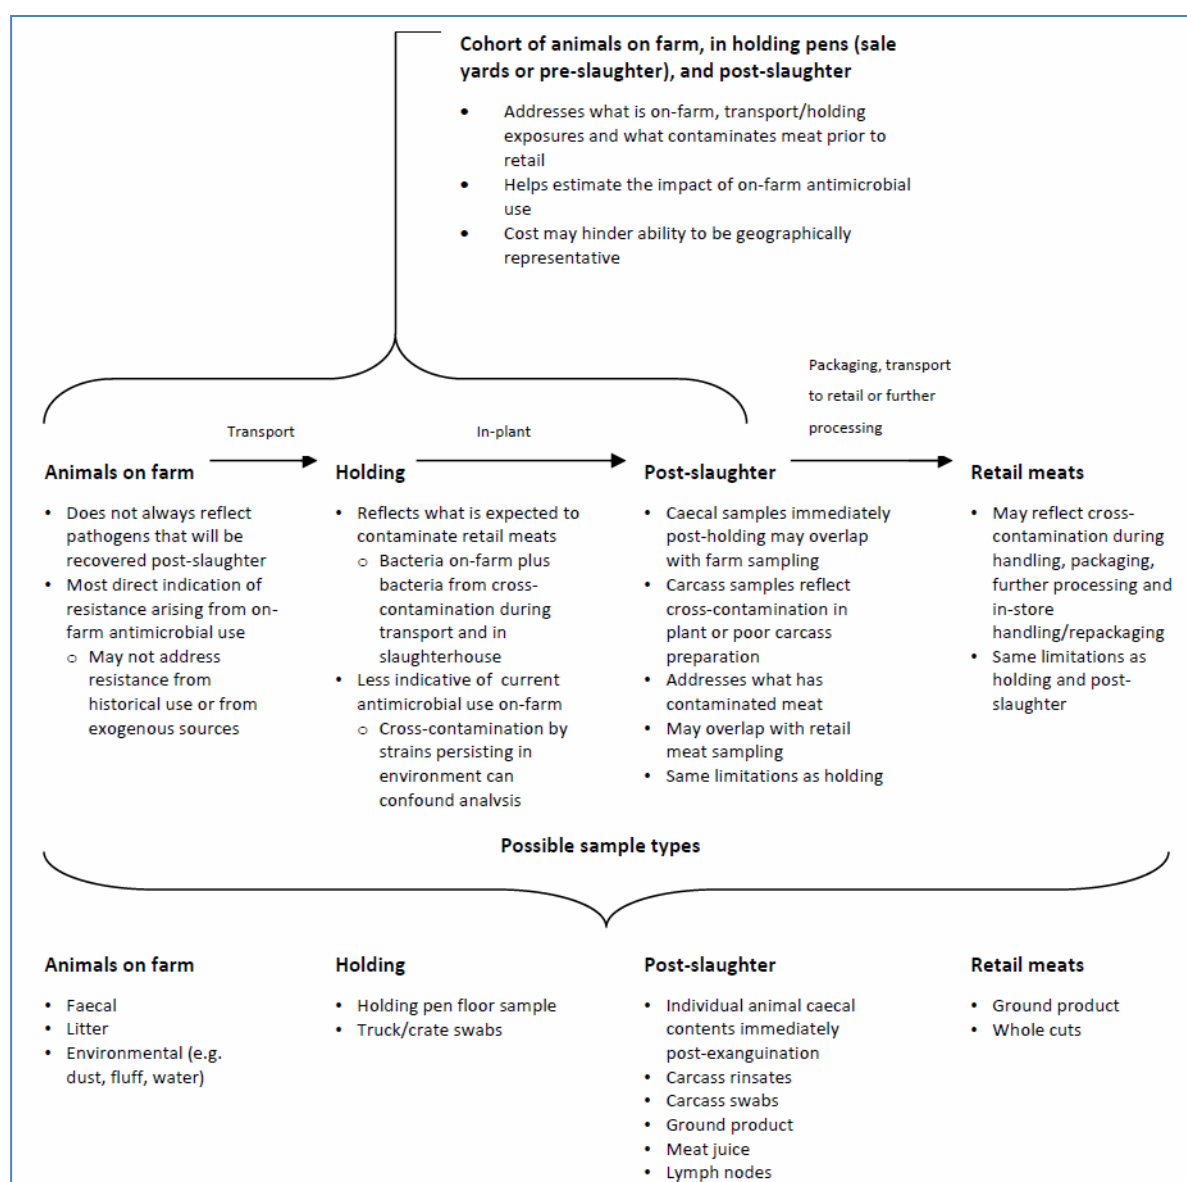 Cohort of animals on farm, in holding pens (sale
yards or pre-slaughter), and post-slaughter
• Addresses what is on-farm, transport/holding
exposures and what contaminates meat prior to
retail
• Helps estimate the impact of on-farm antimicrobial
use
• Cost may hinder ability to be geographically
representative
Packaging, transport
to retail or further
processing
Transport
In-plant
Animals on farm
• Does not always reflect
pathogens that will be
recovered post-slaughter
• Most direct indication of
resistance arising from on-
farm antimicrobial use
o May not address
resistance from
historical use or from
exogenous sources
Holding
• Reflects what is expected to
contaminate retail meats
o Bacteria on-farm plus
bacteria from cross-
contamination during
transport and in
slaughterhouse
• Less indicative of current
antimicrobial use on-farm
o Cross-contamination by
strains persisting in
environment can
confound analysis
Post-slaughter
• Caecal samples immediately
post-holding may overlap
with farm sampling
• Carcass samples reflect
cross-contamination in
plant or poor carcass
preparation
• Addresses what has
contaminated meat
• May overlap with retail
meat sampling
• Same limitations as holding
Retail meats
• May reflect cross-
contamination during
handling, packaging,
further processing and
in-store
handling/repackaging
• Same limitations as
holding and post-
slaughter
Possible sample types
Animals on farm
• Faecal
• Litter
• Environmental (e.g.
dust, fluff, water)
Holding
• Holding pen floor sample
• Truck/crate swabs
Post-slaughter
• Individual animal caecal
contents immediately
post-exanguination
• Carcass rinsates
• Carcass swabs
• Ground product
• Meat juice
• Lymph nodes
Retail meats
• Ground product
• Whole cuts